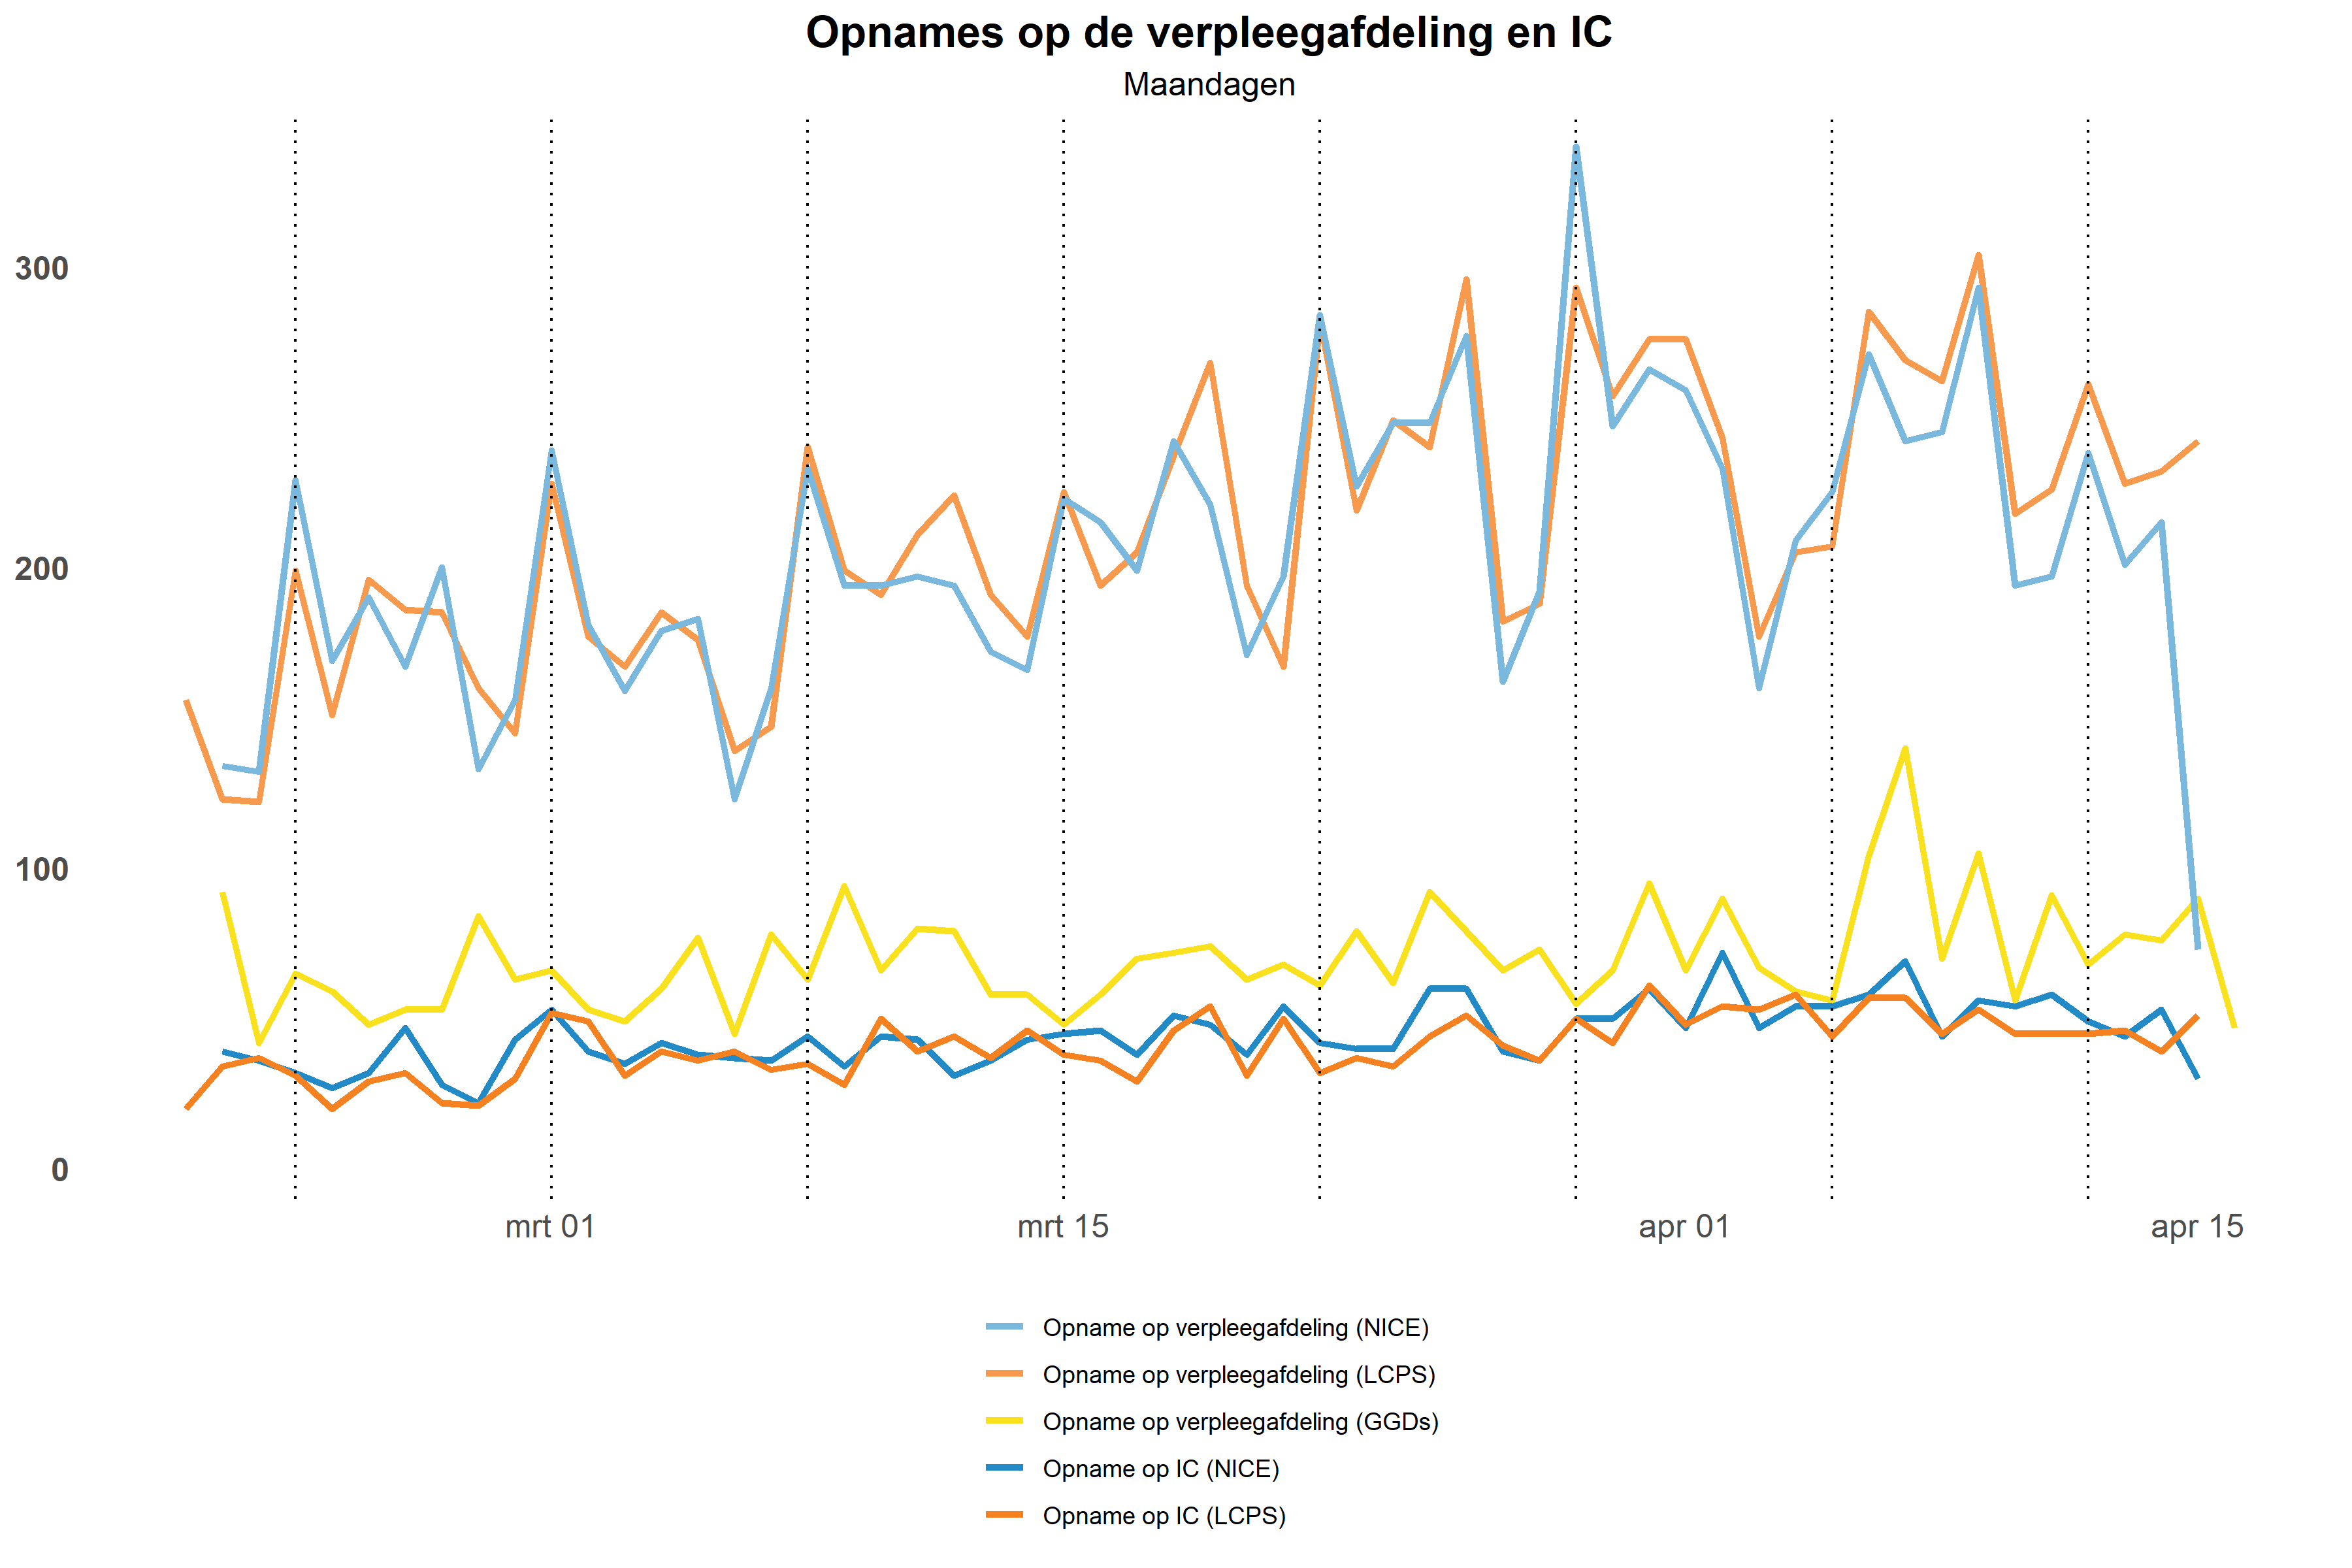 Opnames op de verpleegafdeling en IC
Maandagen
300
200
100
0
mrt 01
mrt 15
apr 01
apr 15
Opname op verpleegafdeling (NICE)
Opname op verpleegafdeling (LCPS)
Opname op verpleegafdeling (GGDs)
Opname op IC (NICE)
Opname op IC (LCPS)